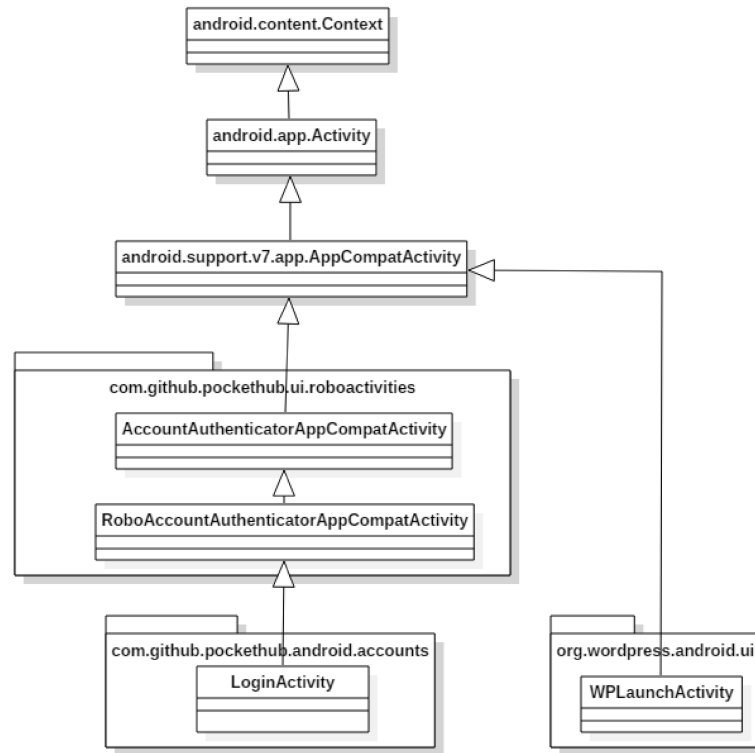 android.content.Context
android.app.Activity
android.support.v7.app.AppCompatActivity
com.github.pockethub.ui.roboactivities
AccountAuthenticatorAppCompatActivity
RoboAccountAuthenticatorAppCompatActivity
com.github.pockethub.android.accounts
LoginActivity
org.wordpress.android.ui
WPLaunchActivity